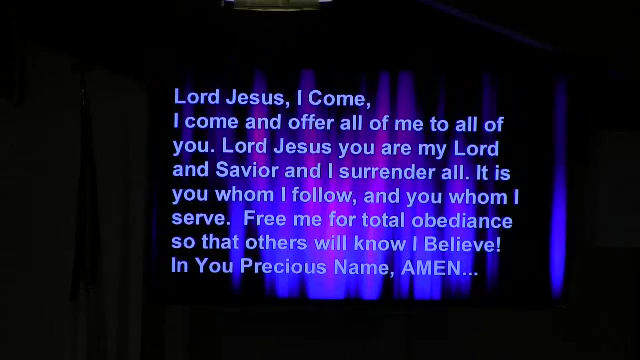 Lord Jesus, I Come,
I come and offer all of me to all of
you. Lord Jesus you are my Lord
and Savior and I surrender all. It is
you whom I follow, and you whom I
serve. Free me for total obediance
so that others will know I Believe!
In You Precious Name, AMEN...